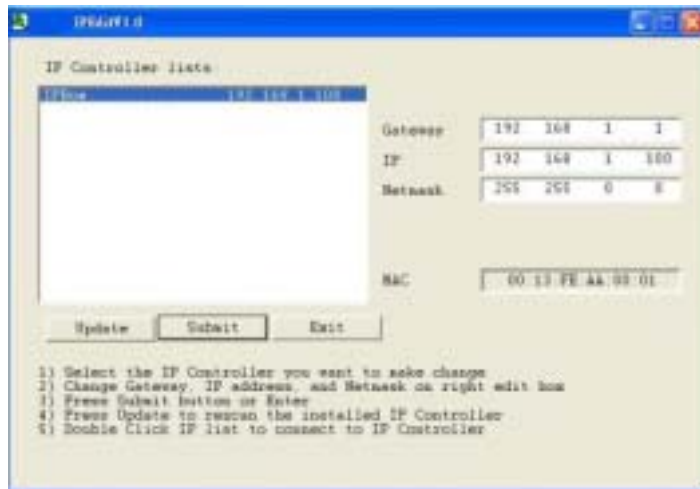 IP Controller lists
192 168 1 100
Gateway 192 168 1 1
IP 192 168 1 100
Netmask 255 255 0 0
MAC 00 13 FE AA 00 01
Update Submit Exit
1) Select the IP Controller you want to make change
2) Change Gateway, IP address, and Netmask on right edit box
3) Press Submit button or Enter
4) Press Update to rescan the installed IP Controller
5) Double Click IP list to connect to IP Controller